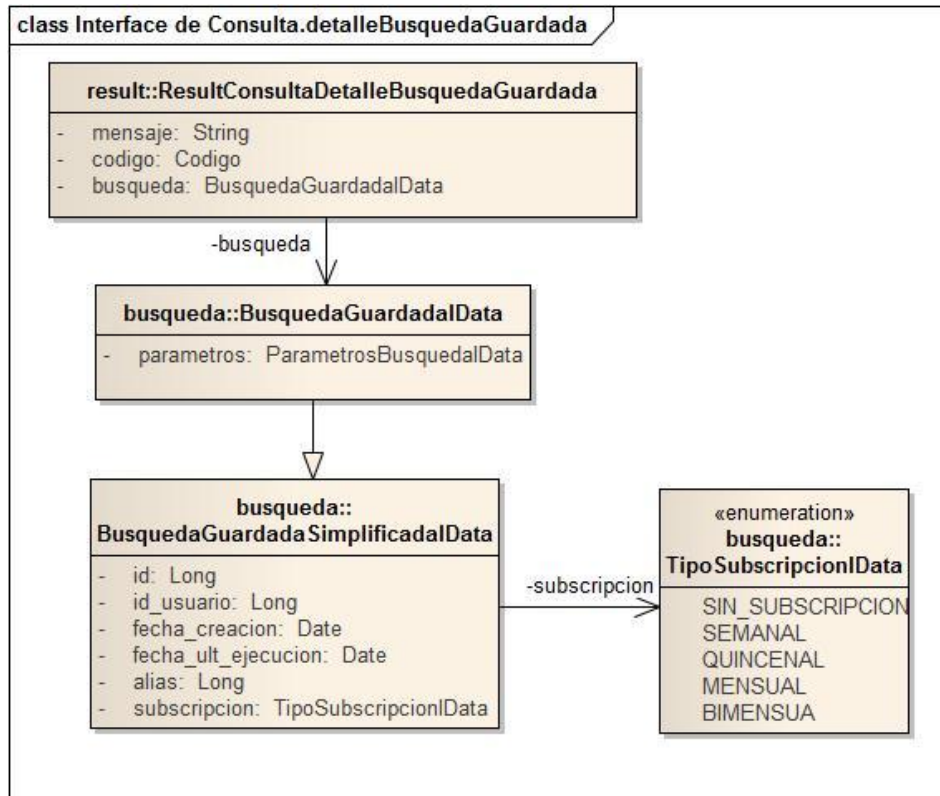 class Interface de Consulta.detalleBusquedaGuardada
result::ResultConsultaDetalleBusquedaGuardada
- mensaje: String
- codigo: Codigo
- busqueda: BusquedaGuardadaIData
-busqueda
busqueda::BusquedaGuardadaIData
- parametros: ParametrosBusquedaIData
busqueda::
BusquedaGuardadaSimplificadaIData
- id: Long
- id_usuario: Long
- fecha_creacion: Date
- fecha_ult_ejecucion: Date
- alias: Long
- subscripcion: TipoSubscripcionIData
-subscripcion
«enumeration»
busqueda::
TipoSubscripcionIData
SIN_SUBSCRIPCION
SEMANAL
QUINCENAL
MENSUAL
BIMENSUA